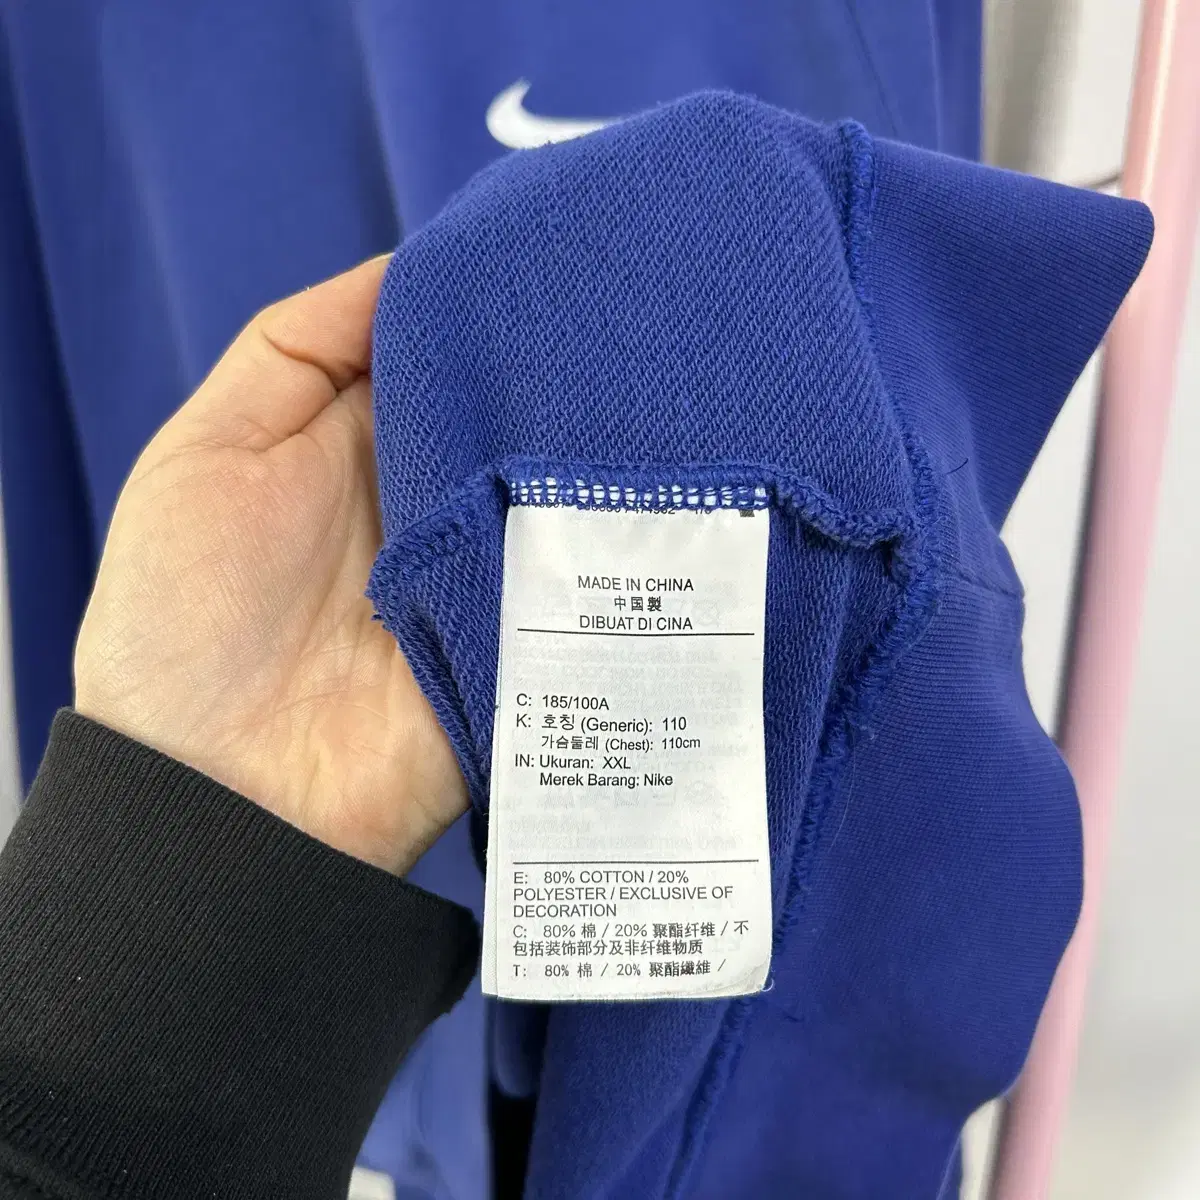 MADE IN CHINA
中国製
DIBUAT DI CINA
C: 185/100A
K: 호칭 (Generic): 110
가슴둘레 (Chest): 110cm
IN: Ukuran: XXL
Merek Barang: Nike
E: 80% COTTON / 20%
POLYESTER / EXCLUSIVE OF
DECORATION
C: 80% 棉 / 20% 聚酯纤维 / 不
包括装饰部分及非纤维物质
T: 80% 棉 / 20% 聚酯纖維 /